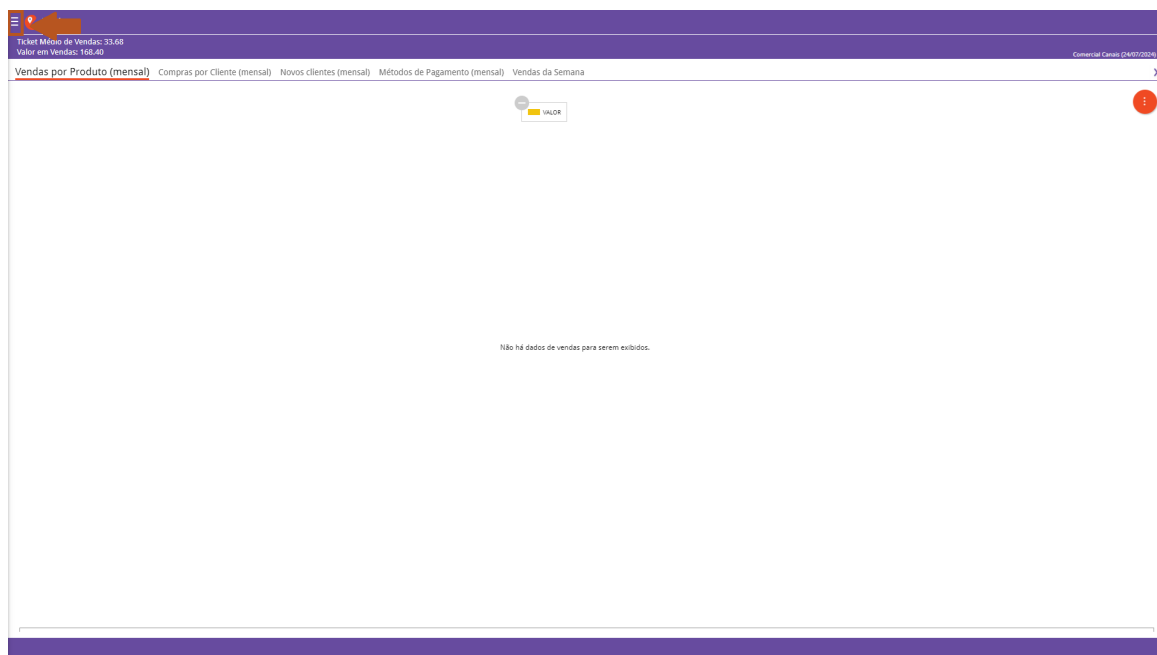 Ticket Médio de Vendas: 33.68
Valor em Vendas: 168.40
Comercial Canais (24/07/2024)
Vendas por Produto (mensal) Compras por Cliente (mensal) Novos clientes (mensal) Métodos de Pagamento (mensal) Vendas da Semana
VALOR
Não há dados de vendas para serem exibidos.